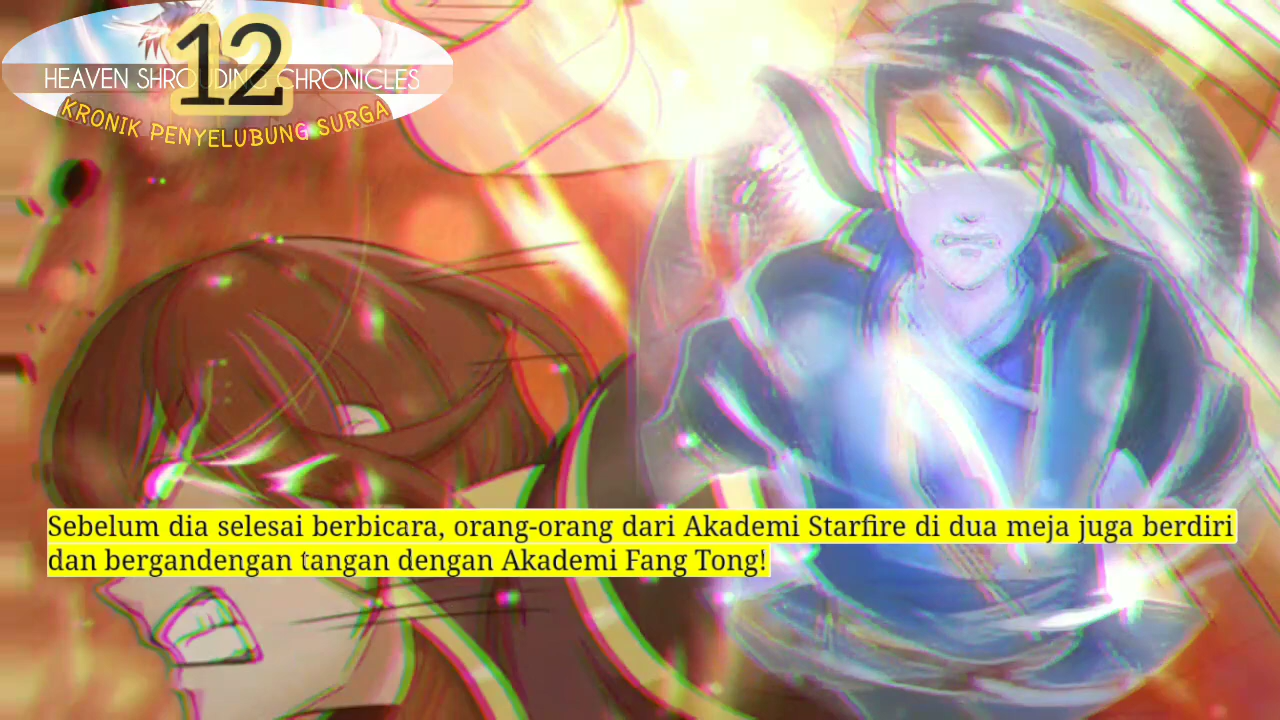 12
HEAVEN SHROUDING CHRONICLES
KRONIK PENYELUBUNG SURGA
Sebelum dia selesai berbicara, orang-orang dari Akademi Starfire di dua meja juga berdiri
dan bergandengan tangan dengan Akademi Fang Tong!